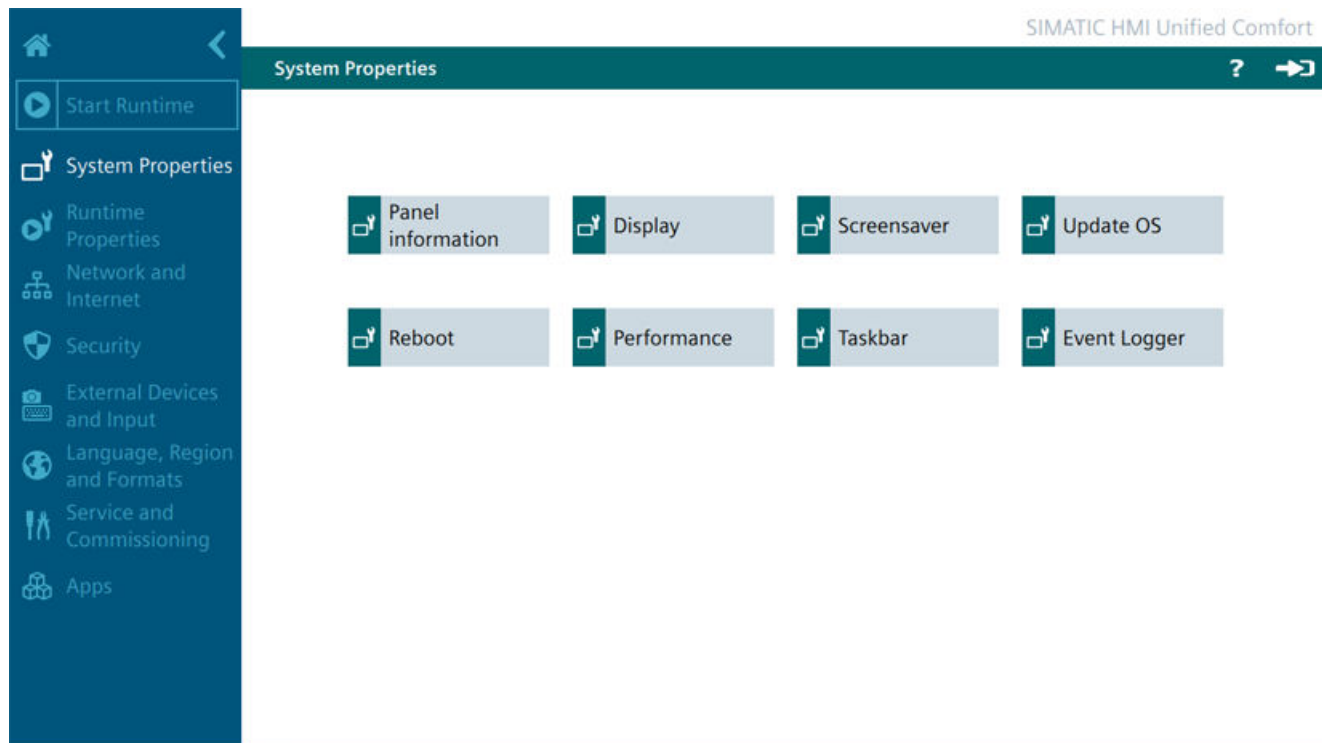 SIMATIC HMI Unified Comfort
System Properties
?
Start Runtime
System Properties
Runtime
Properties
Network and
Internet
Security
External Devices
and Input
Language, Region
and Formats
Service and
Commissioning
Apps
Panel
information
Display
Screensaver
Update OS
Reboot
Performance
Taskbar
Event Logger